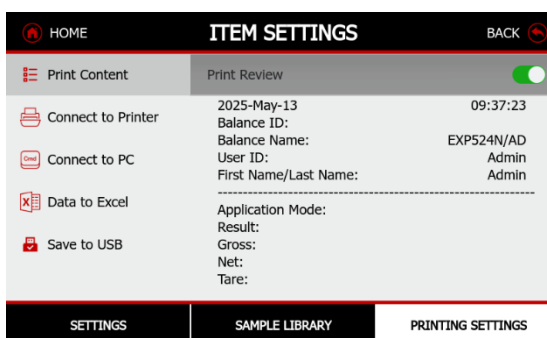 HOME ITEM SETTINGS BACK
Print Content
Connect to Printer
Cmd Connect to PC
Data to Excel
Save to USB
Print Review
2025-May-13 09:37:23
Balance ID:
Balance Name: EXP524N/AD
User ID: Admin
First Name/Last Name: Admin
------------------------------------------------------------
Application Mode:
Result:
Gross:
Net:
Tare:
SETTINGS SAMPLE LIBRARY PRINTING SETTINGS